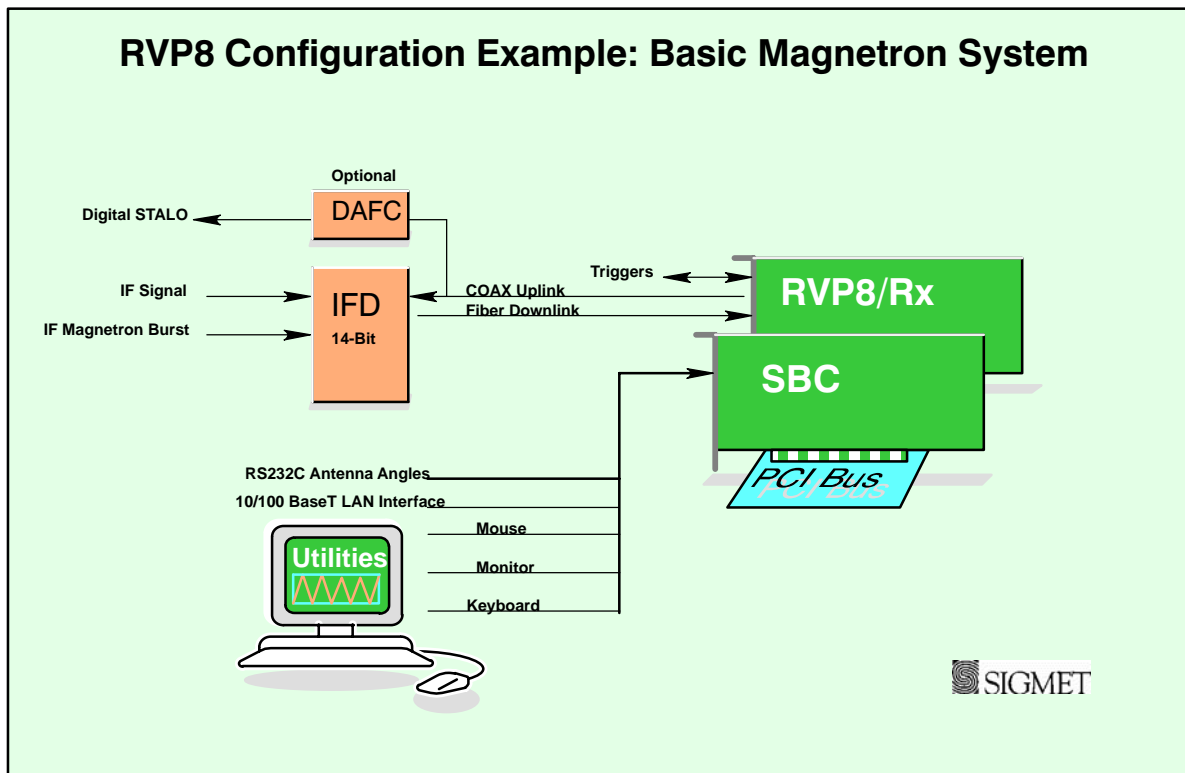 RVP8 Configuration Example: Basic Magnetron System
Optional
DAFC
Digital STALO
Triggers
RVP8/Rx
IF Signal
IFD
COAX Uplink
Fiber Downlink
IF Magnetron Burst
14-Bit
SBC
PCI Bus
PCI Bus
RS232C Antenna Angles
10/100 BaseT LAN Interface
Mouse
Utilities
Monitor
Keyboard
SIGMET